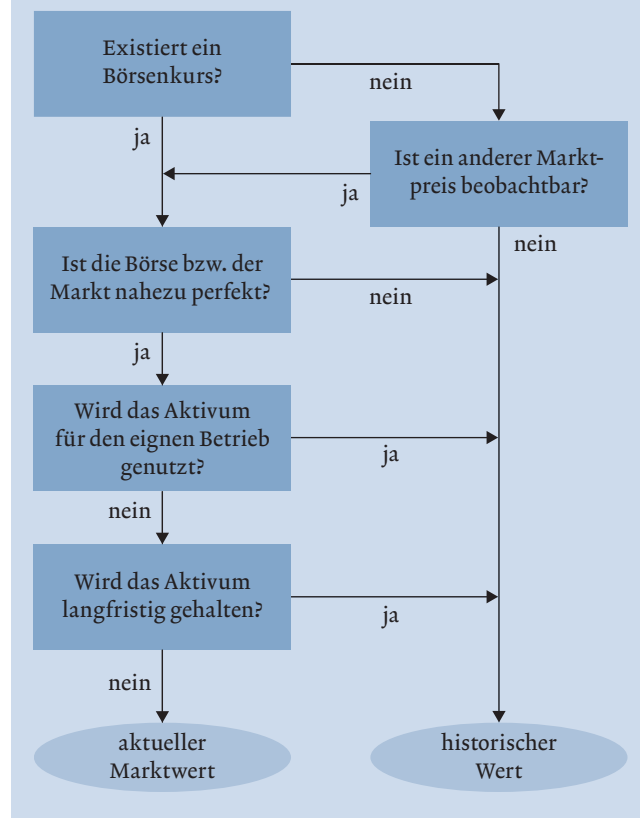 Existiert ein
Börsenkurs?
nein
ja
Ist ein anderer Markt-
preis beobachtbar?
ja
nein
Ist die Börse bzw. der
Markt nahezu perfekt?
nein
ja
Wird das Aktivum
für den eignen Betrieb
genutzt?
ja
nein
Wird das Aktivum
langfristig gehalten?
ja
nein
aktueller
Marktwert
historischer
Wert